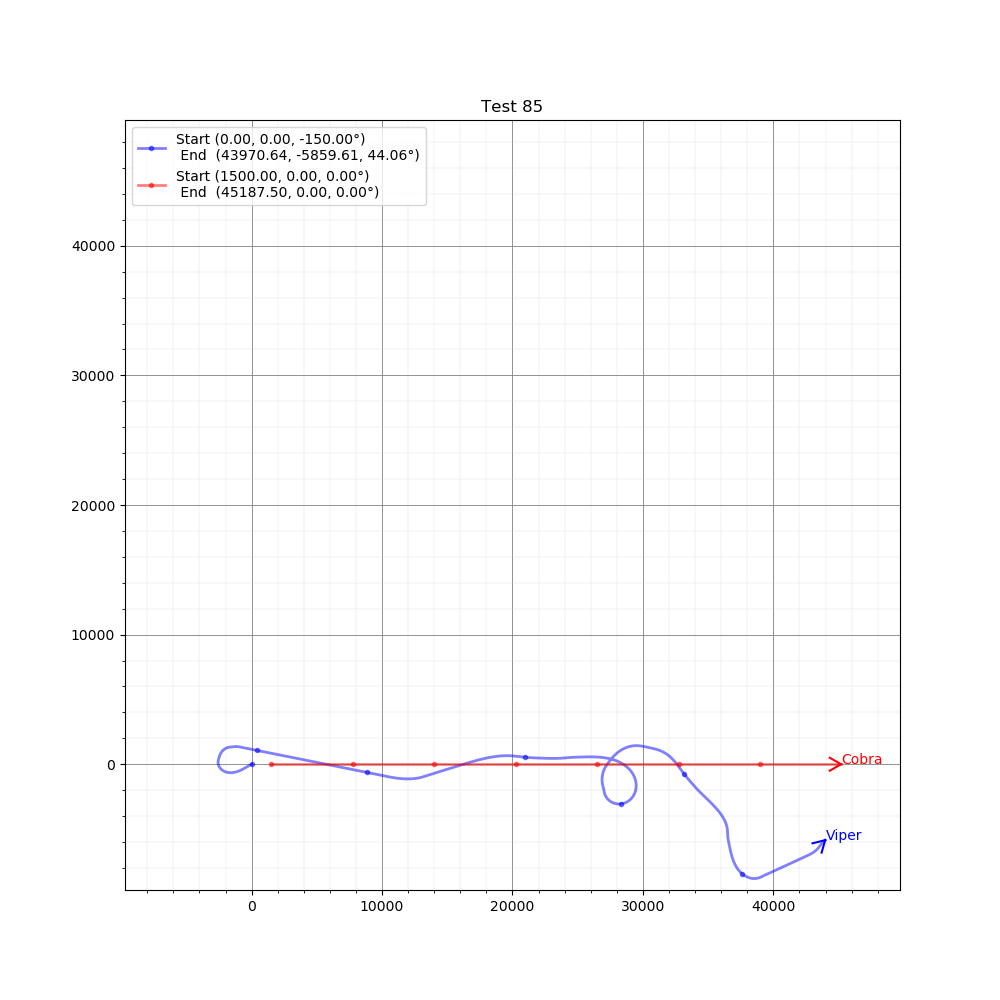 Test 85
Start (0.00, 0.00, -150.00°)
End  (43970.64, -5859.61, 44.06°)
Start (1500.00, 0.00, 0.00°)
End  (45187.50, 0.00, 0.00°)
40000
30000
20000
10000
0
Cobra
Viper
0 10000 20000 30000 40000